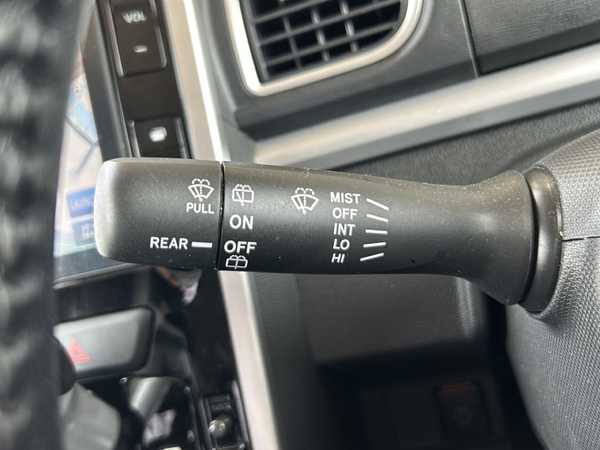 VOL
PULL
REAR
ON
OFF
MIST
OFF
INT
LO
HI